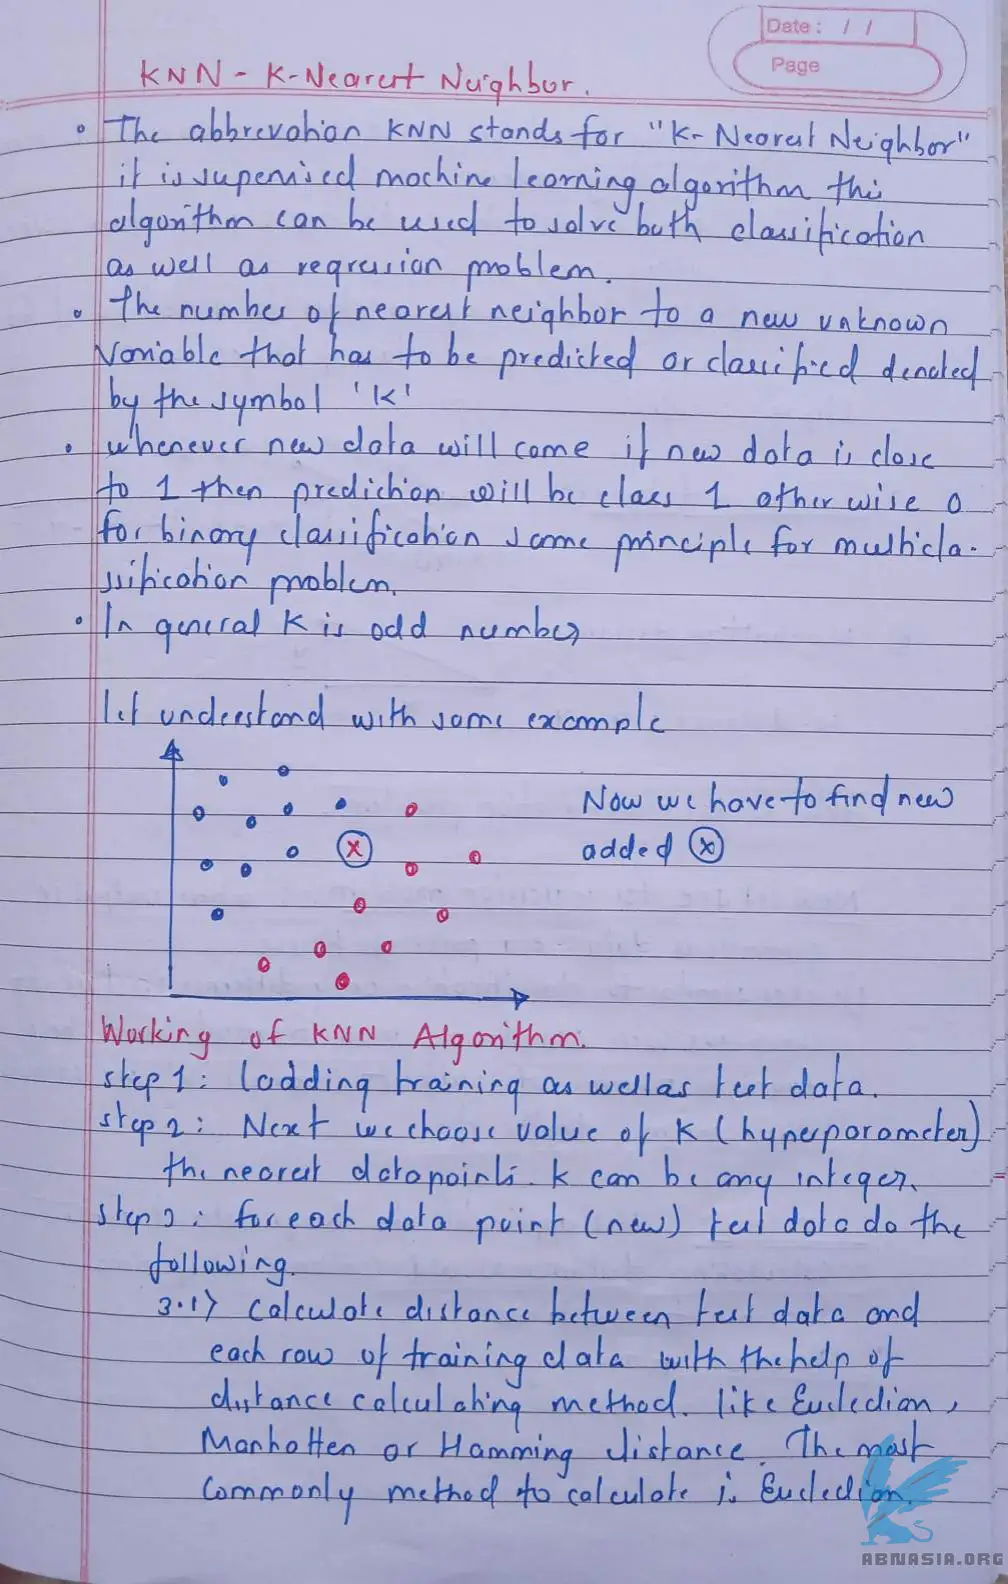 Date : / /
Page
KNN - K-Nearest Neighbor.
• The abbrevation KNN stands for "K-Nearest Neighbor"
it is supervised machine learning algorithm this
algorithm can be used to solve both classification
as well as regression problem.
• The number of nearest neighbor to a new unknown
Variable that has to be predicted or classified denoted
by the symbol 'K'
• whenever new data will come if new data is close
to 1 then prediction will be class 1 otherwise 0
for binary classification same principle for multicla-
ssification problem.
• In general K is odd number
let understand with some example
Now we have to find new
added ⓧ
x
Working of KNN Algorithm.
step 1: ladding training as well as test data.
step 2: Next we choose value of K (hyperparameter)
the nearest datapoints. K can be any integer.
step 3: for each data point (new) test data do the
following.
3.1> Calculate distance between test data and
each row of training data with the help of
distance calculating method. like Eucledian,
Manhatten or Hamming distance. The most
Commonly method to calculate is Eucledian.
ABNASIA.ORG